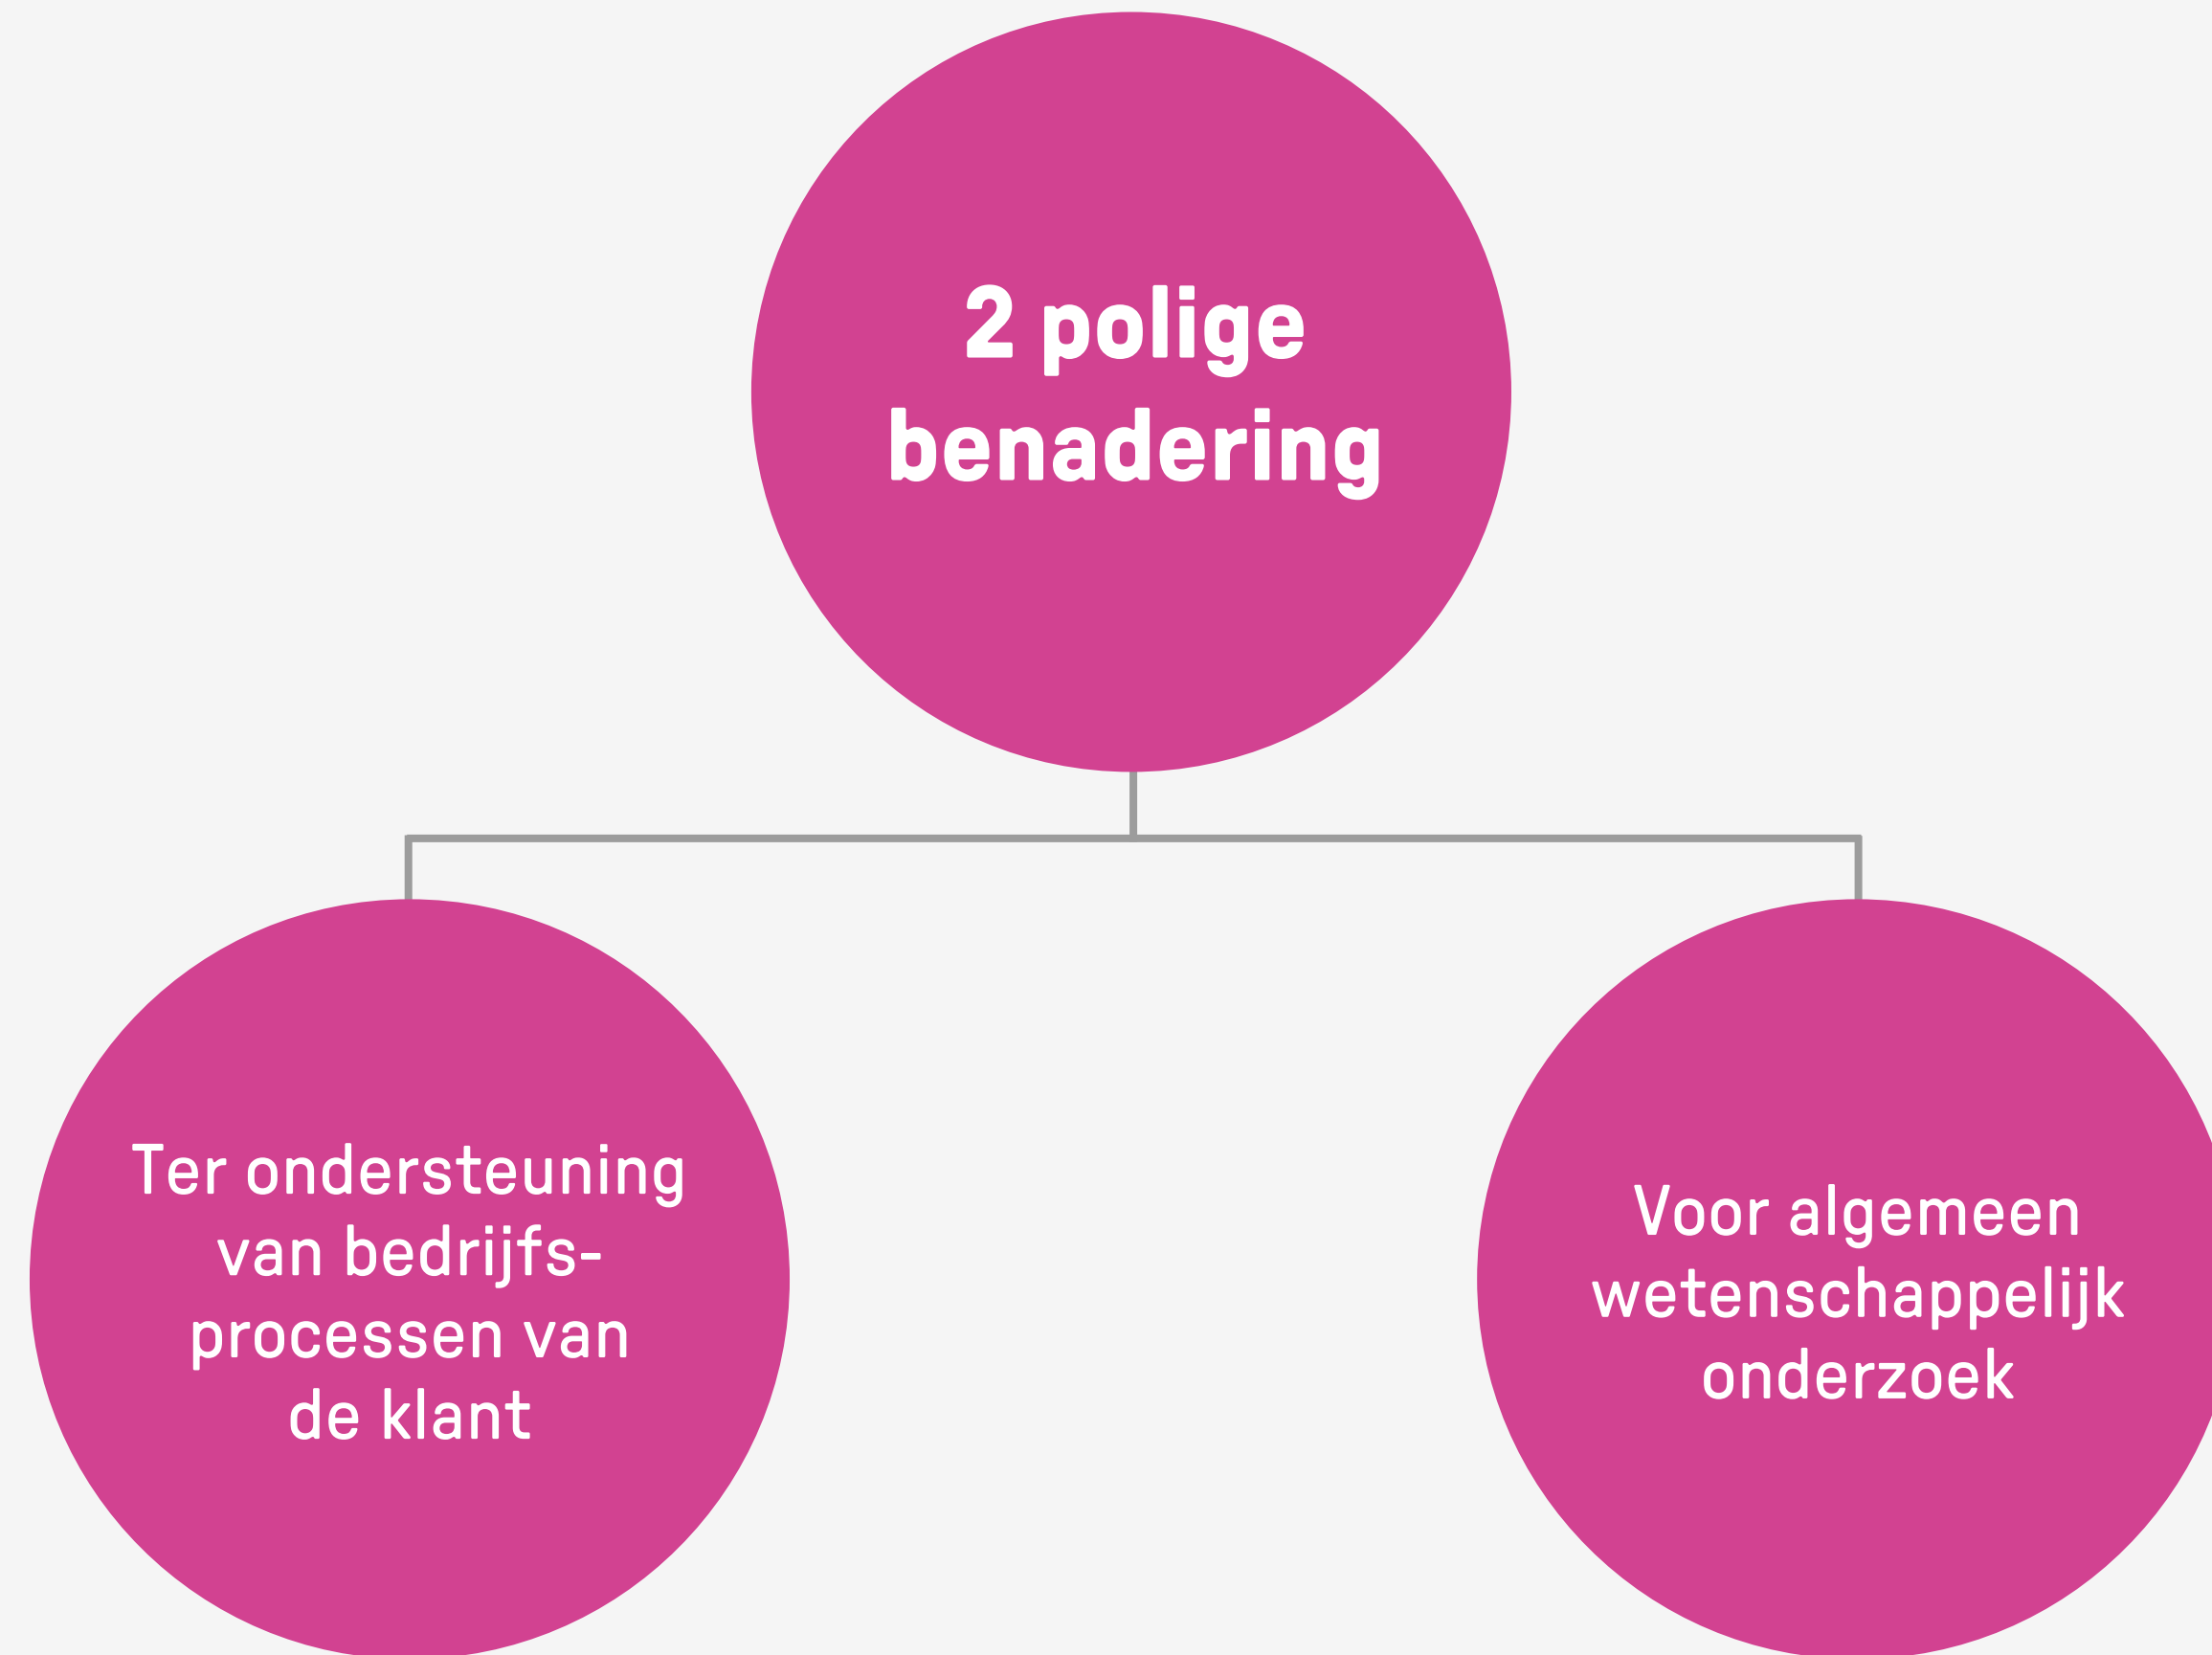 2 polige
benadering
Ter ondersteuning
van bedrijfs-
processen van
de klant
Voor algemeen
wetenschappelijk
onderzoek